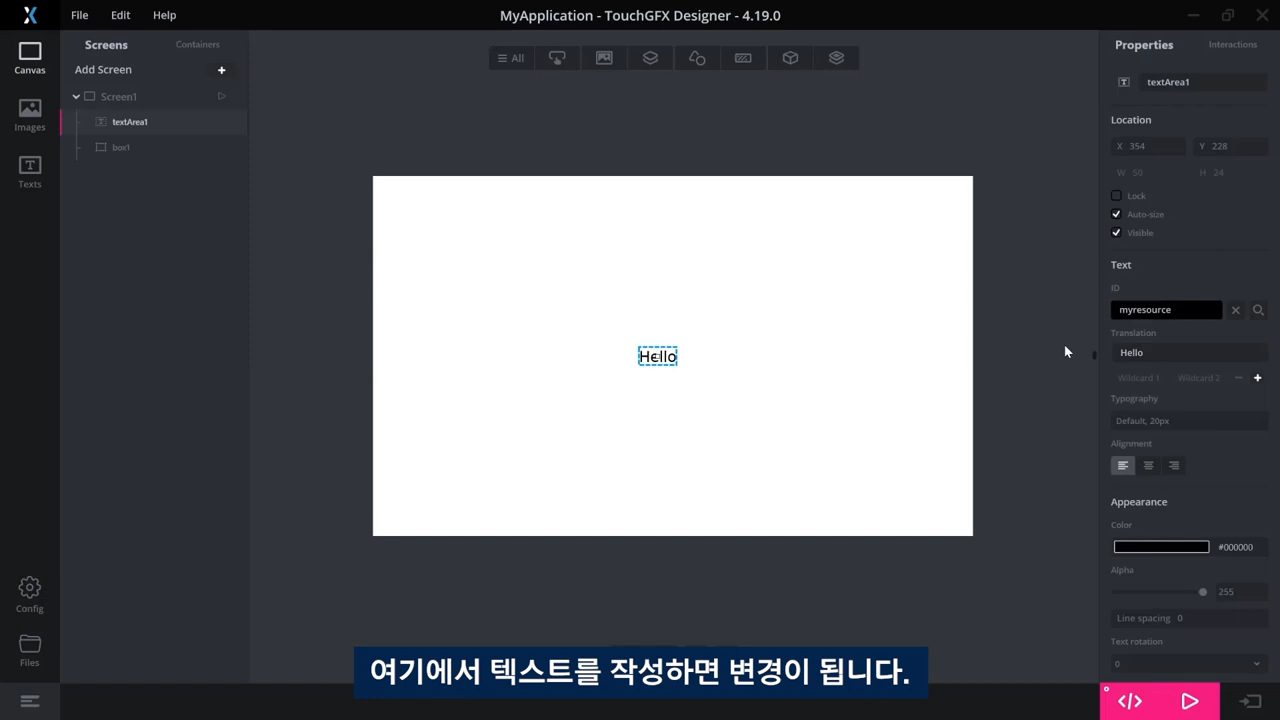 File Edit Help
MyApplication - TouchGFX Designer - 4.19.0
Canvas
Images
Texts
Config
Files
Screens Containers
Add Screen +
Screen1
textArea1
box1
All
Hello
Properties Interactions
textArea1
Location
X 354 Y 228
W 50 H 24
Lock
Auto-size
Visible
Text
ID
myresource
Translation
Hello
Wildcard 1 Wildcard 2
Typography
Default, 20px
Alignment
Appearance
Color
#000000
Alpha
255
Line spacing 0
Text rotation
0
여기에서 텍스트를 작성하면 변경이 됩니다.